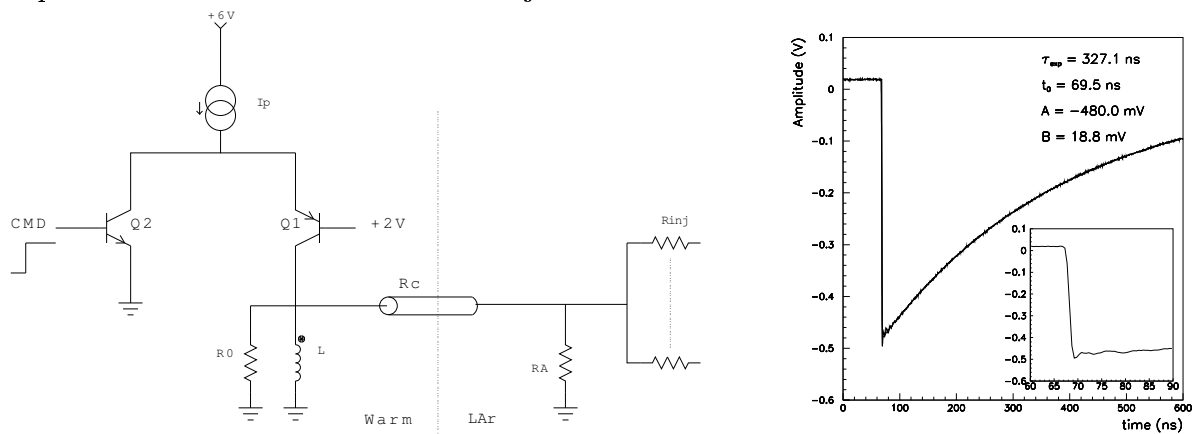 +6V
Ip
CMD
Q2
Q1
+2V
Rinj
Rc
R0
L
RA
Warm
LAr
Amplitude (V)
0.1
0
-0.1
-0.2
-0.3
-0.4
-0.5
-0.6
τexp = 327.1 ns
t0 = 69.5 ns
A = -480.0 mV
B = 18.8 mV
0.1
0
-0.1
-0.2
-0.3
-0.4
-0.5
-0.6
60 65 70 75 80 85 90
0 100 200 300 400 500 600
time (ns)